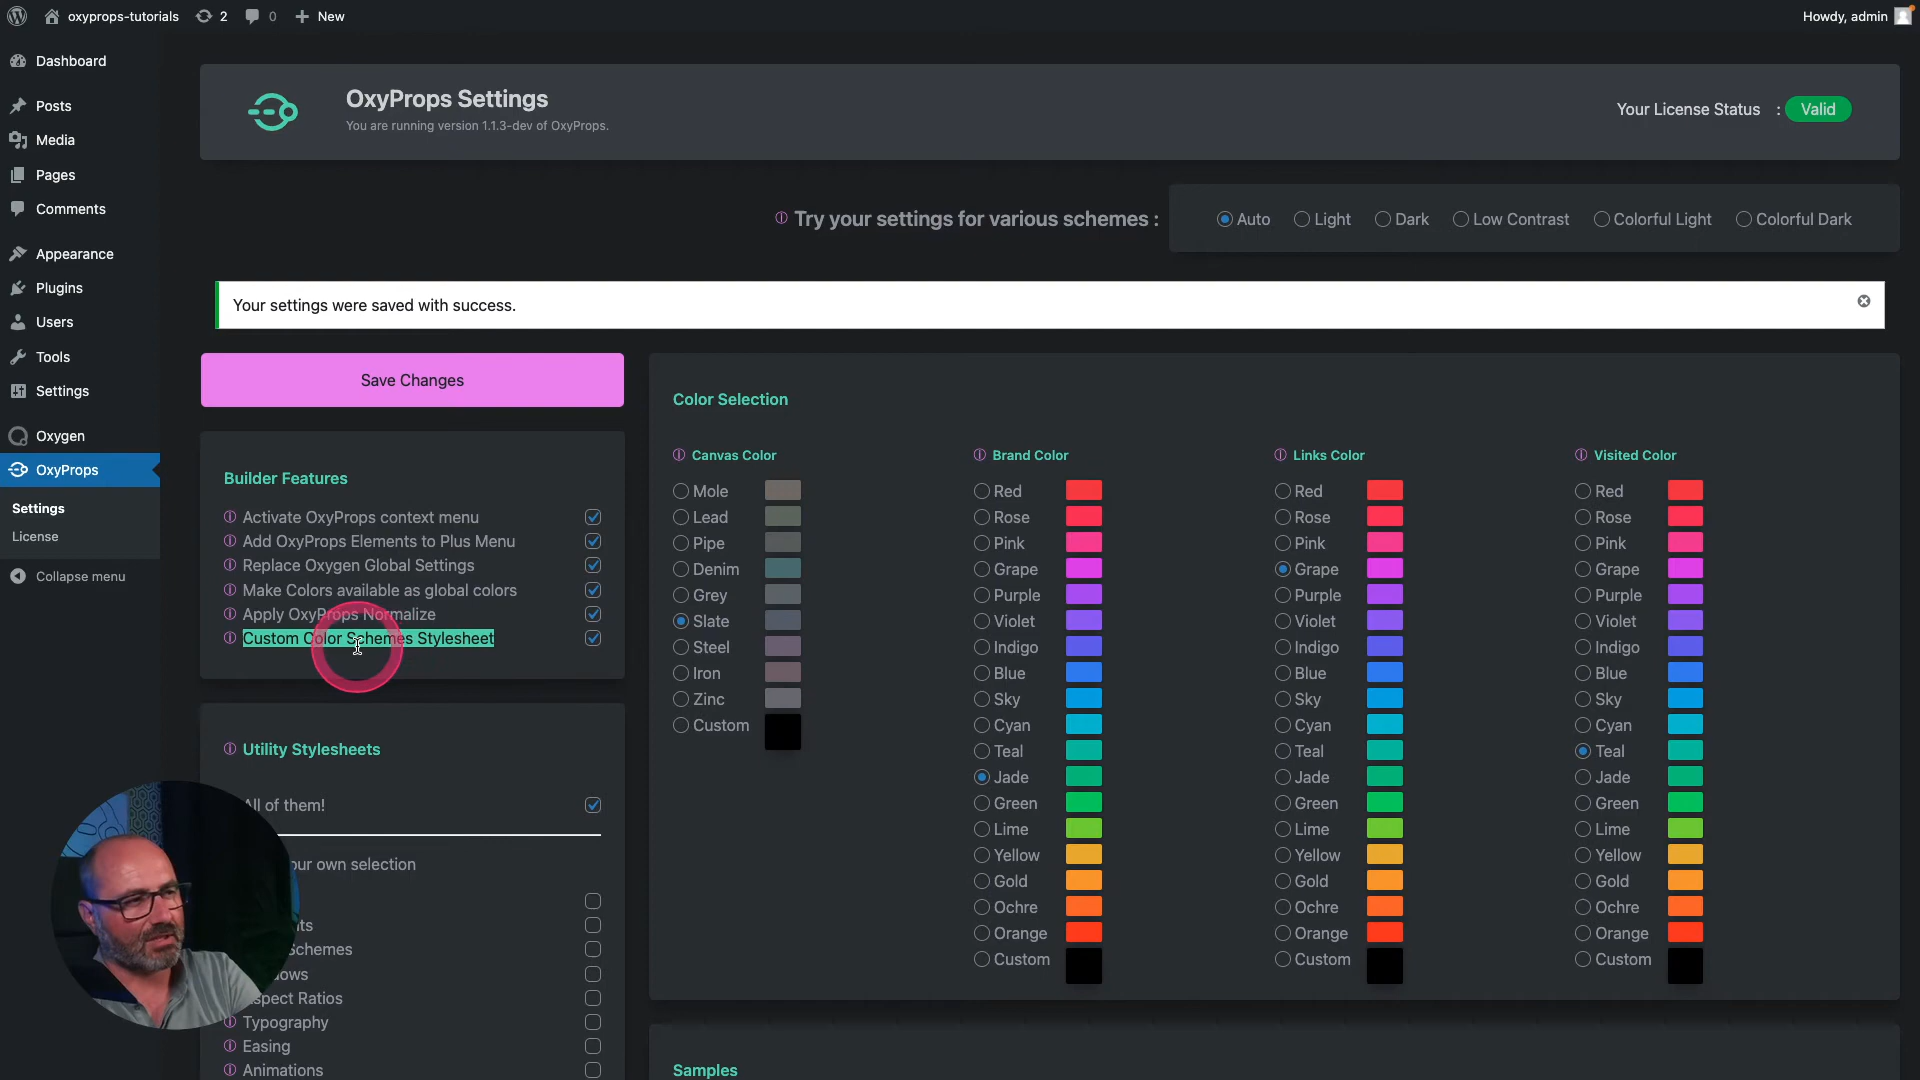 oxyprops-tutorials 2 0 New
Howdy, admin
Dashboard
Posts
Media
Pages
Comments
Appearance
Plugins
Users
Tools
Settings
Oxygen
OxyProps
Settings
License
Collapse menu
OxyProps Settings
You are running version 1.1.3-dev of OxyProps.
Your License Status : Valid
Try your settings for various schemes :
Auto Light Dark Low Contrast Colorful Light Colorful Dark
Your settings were saved with success.
Save Changes
Builder Features
Activate OxyProps context menu
Add OxyProps Elements to Plus Menu
Replace Oxygen Global Settings
Make Colors available as global colors
Apply OxyProps Normalize
Custom Color Schemes Stylesheet
Utility Stylesheets
All of them!
our own selection
Schemes
Aspect Ratios
Typography
Easing
Animations
Color Selection
Canvas Color
Mole
Lead
Pipe
Denim
Grey
Slate
Steel
Iron
Zinc
Custom
Brand Color
Red
Rose
Pink
Grape
Purple
Violet
Indigo
Blue
Sky
Cyan
Teal
Jade
Green
Lime
Yellow
Gold
Ochre
Orange
Custom
Links Color
Red
Rose
Pink
Grape
Purple
Violet
Indigo
Blue
Sky
Cyan
Teal
Jade
Green
Lime
Yellow
Gold
Ochre
Orange
Custom
Visited Color
Red
Rose
Pink
Grape
Purple
Violet
Indigo
Blue
Sky
Cyan
Teal
Jade
Green
Lime
Yellow
Gold
Ochre
Orange
Custom
Samples